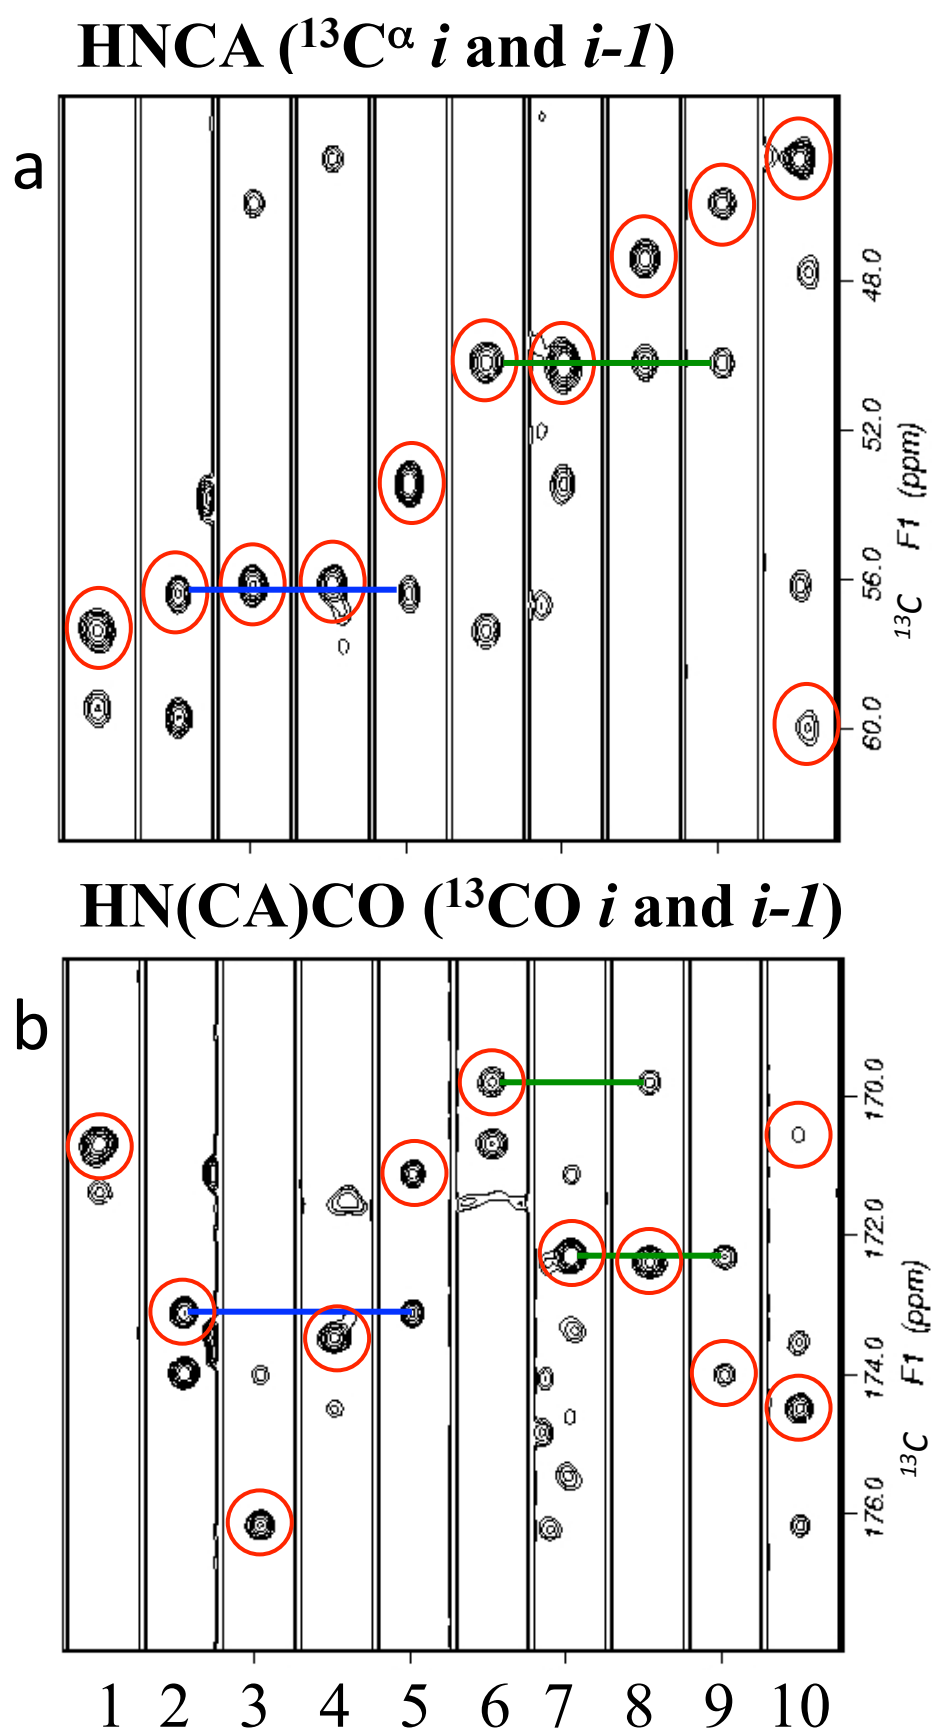 HNCA (¹³Cᵅ i and i-1)
a
48.0
52.0
56.0
60.0
¹³C F1 (ppm)
HN(CA)CO (¹³CO i and i-1)
b
170.0
172.0
174.0
176.0
¹³C F1 (ppm)
1 2 3 4 5 6 7 8 9 10